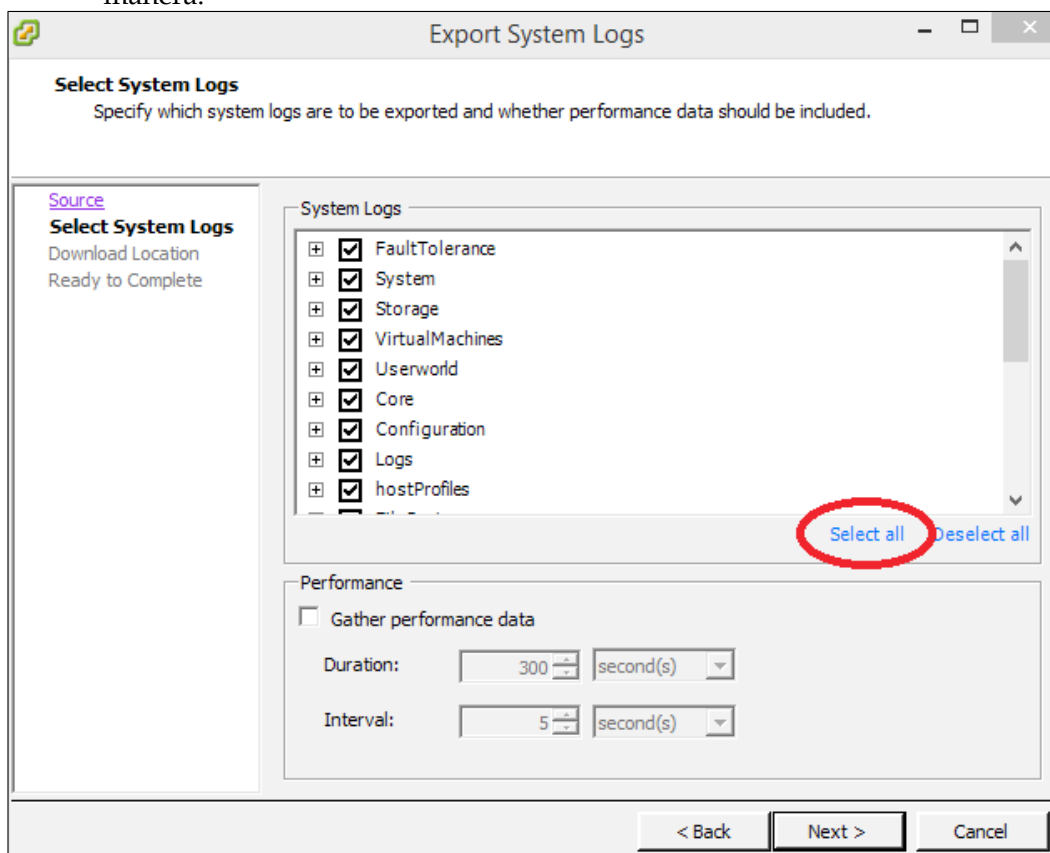 manera:
Export System Logs
Select System Logs
Specify which system logs are to be exported and whether performance data should be included.
Source
Select System Logs
Download Location
Ready to Complete
System Logs
FaultTolerance
System
Storage
VirtualMachines
Userworld
Core
Configuration
Logs
hostProfiles
Select all Deselect all
Performance
Gather performance data
Duration: 300 second(s)
Interval: 5 second(s)
< Back Next > Cancel